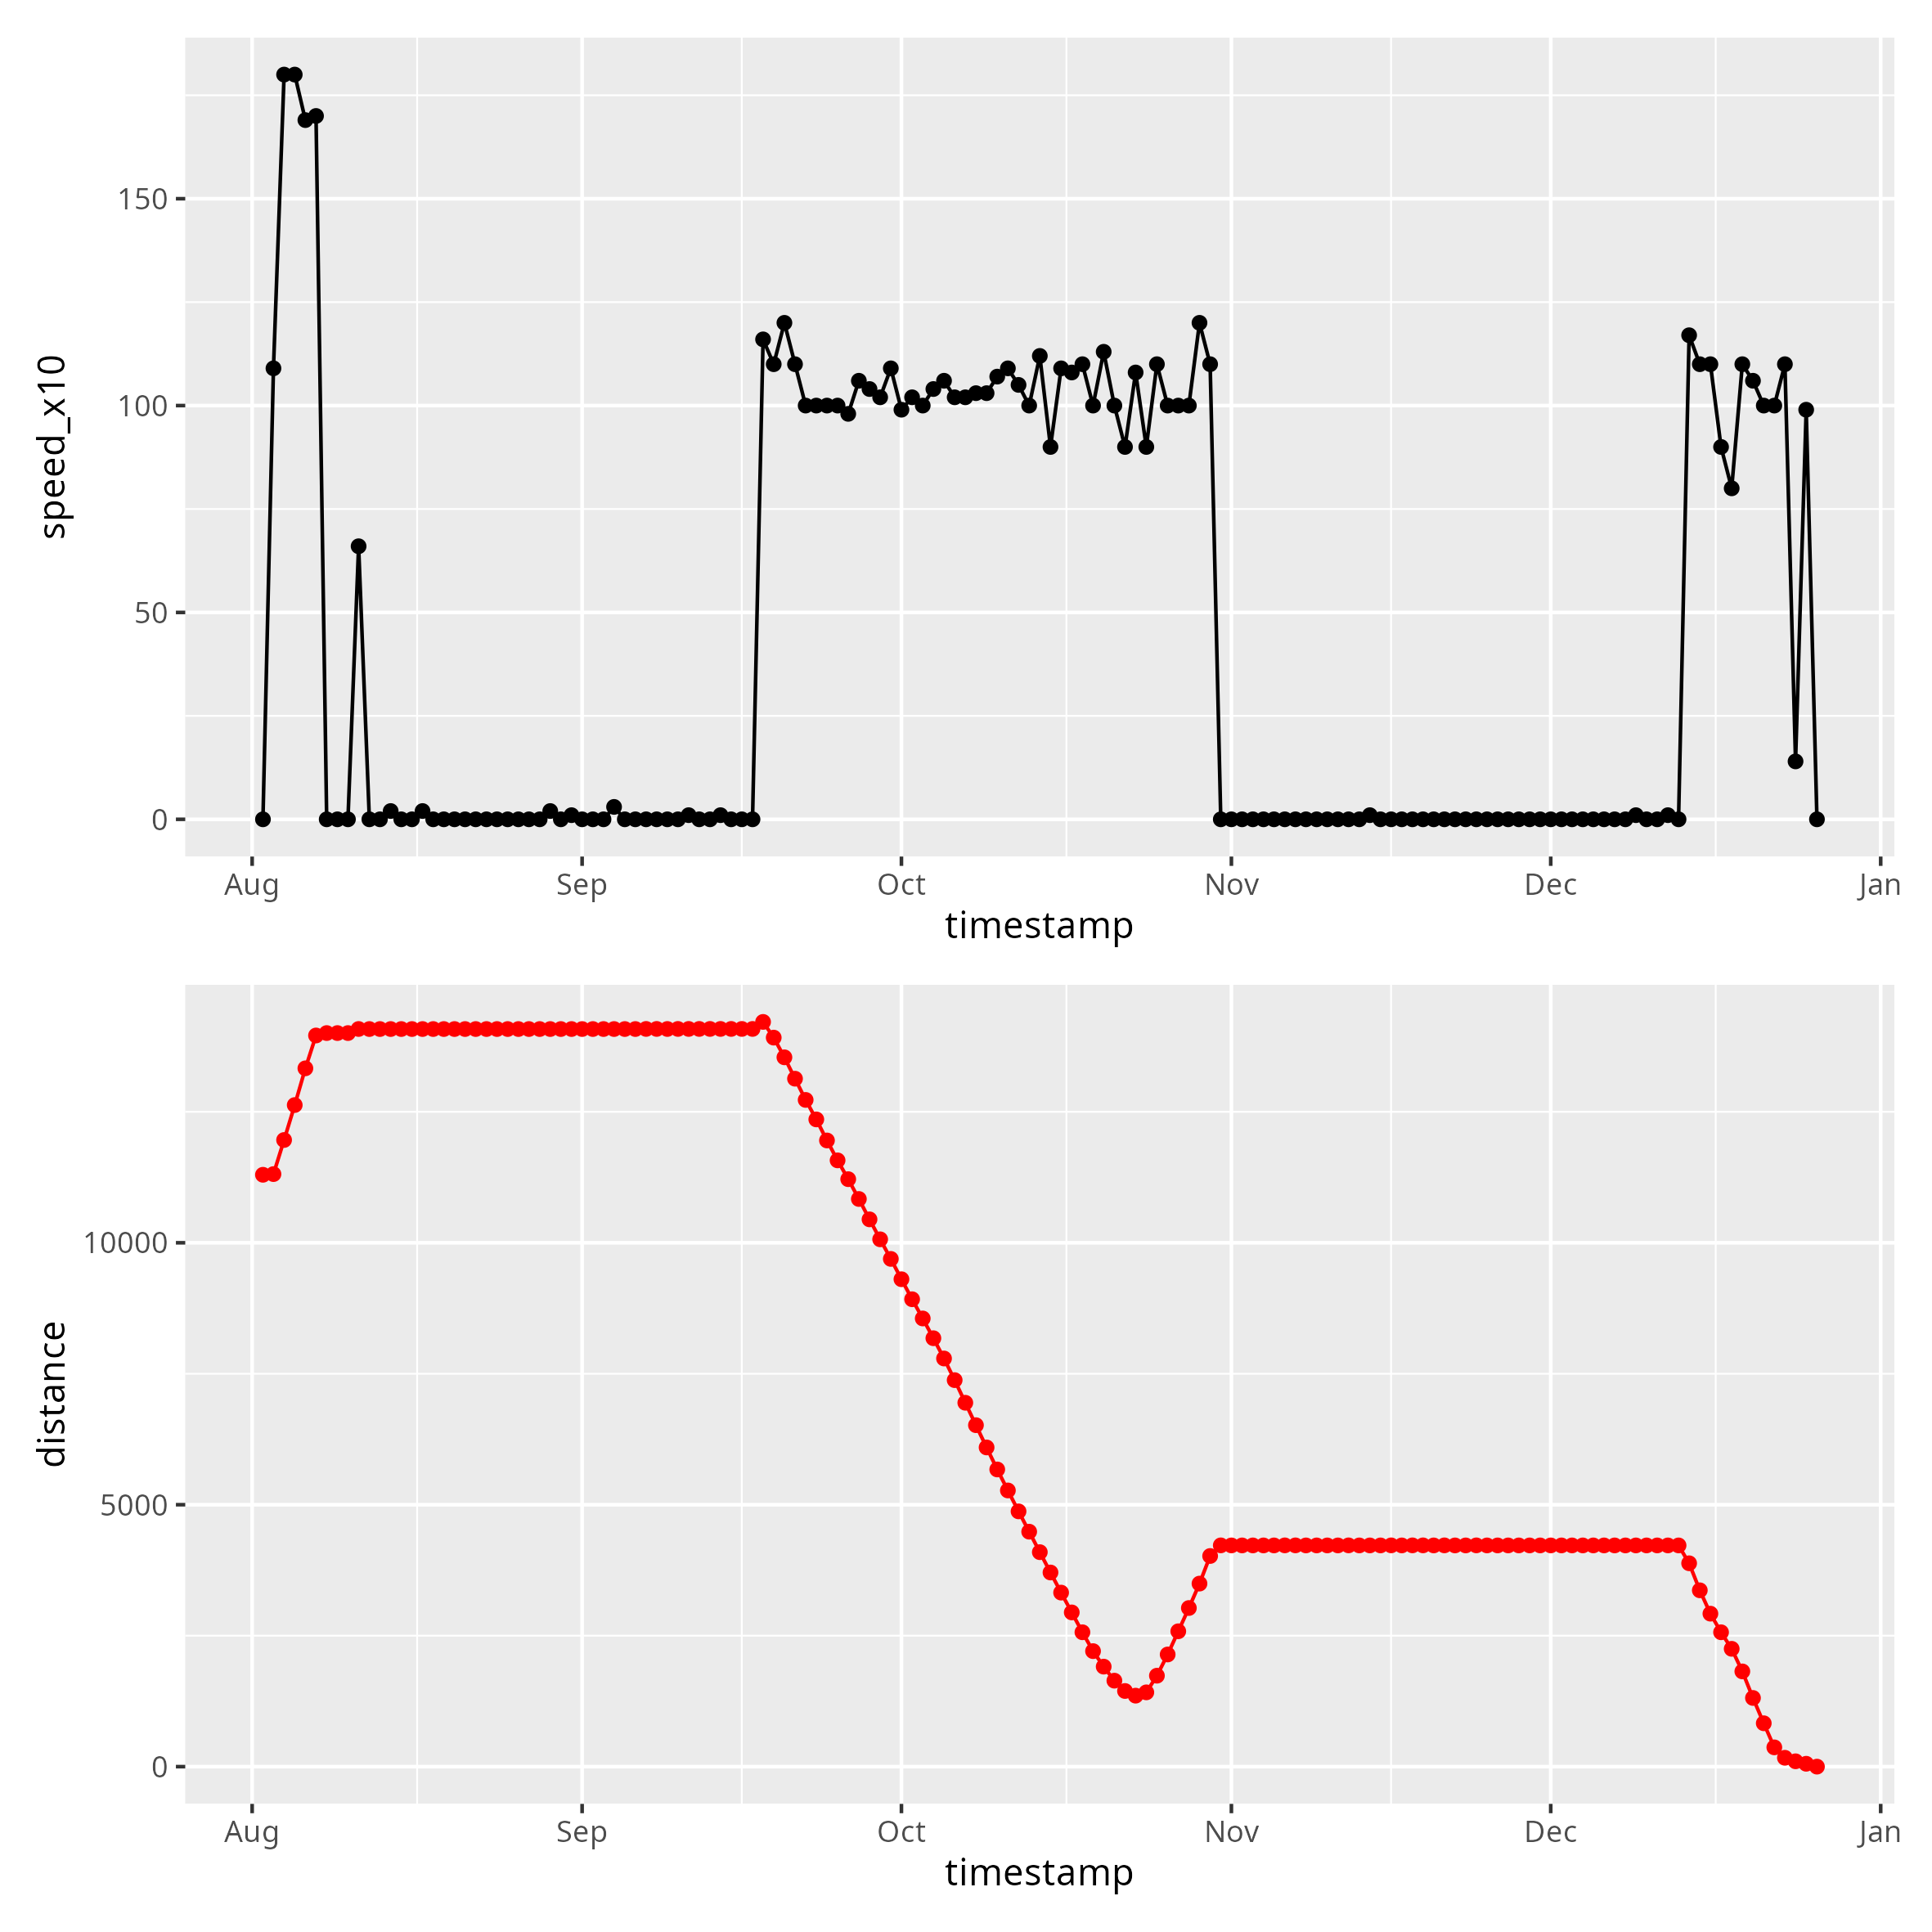 speed_x10
150
100
50
0
Aug Sep Oct Nov Dec Jan
timestamp
distance
10000
5000
0
Aug Sep Oct Nov Dec Jan
timestamp